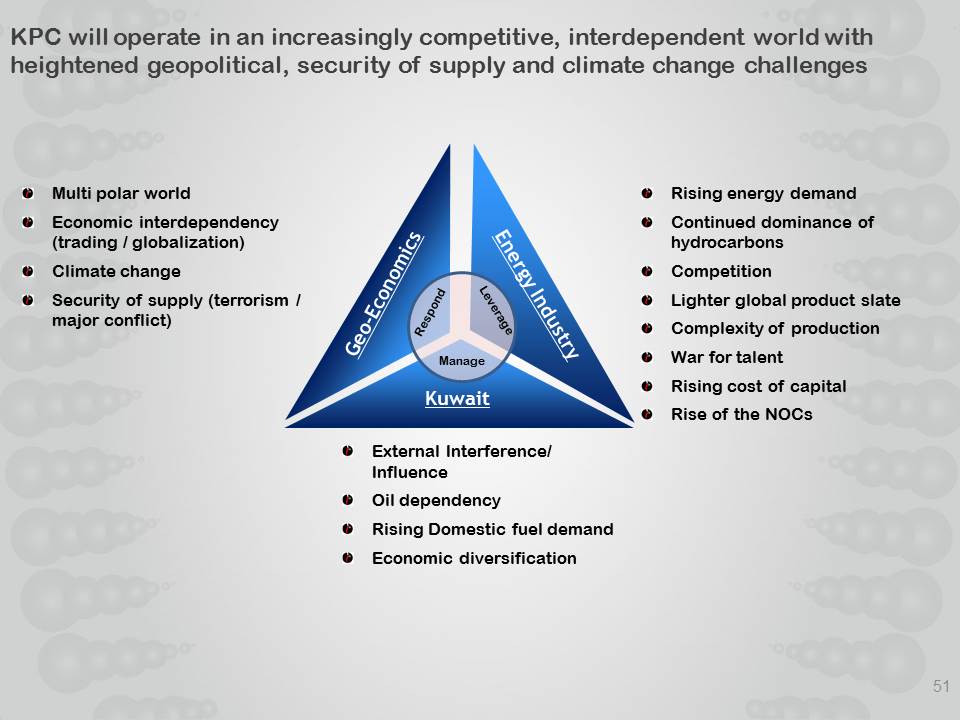 KPC will operate in an increasingly competitive, interdependent world with
heightened geopolitical, security of supply and climate change challenges
Multi polar world
Economic interdependency
(trading / globalization)
Climate change
Security of supply (terrorism /
major conflict)
Geo-Economics
Energy Industry
Respond
Leverage
Manage
Kuwait
Rising energy demand
Continued dominance of
hydrocarbons
Competition
Lighter global product slate
Complexity of production
War for talent
Rising cost of capital
Rise of the NOCs
External Interference/
Influence
Oil dependency
Rising Domestic fuel demand
Economic diversification
51